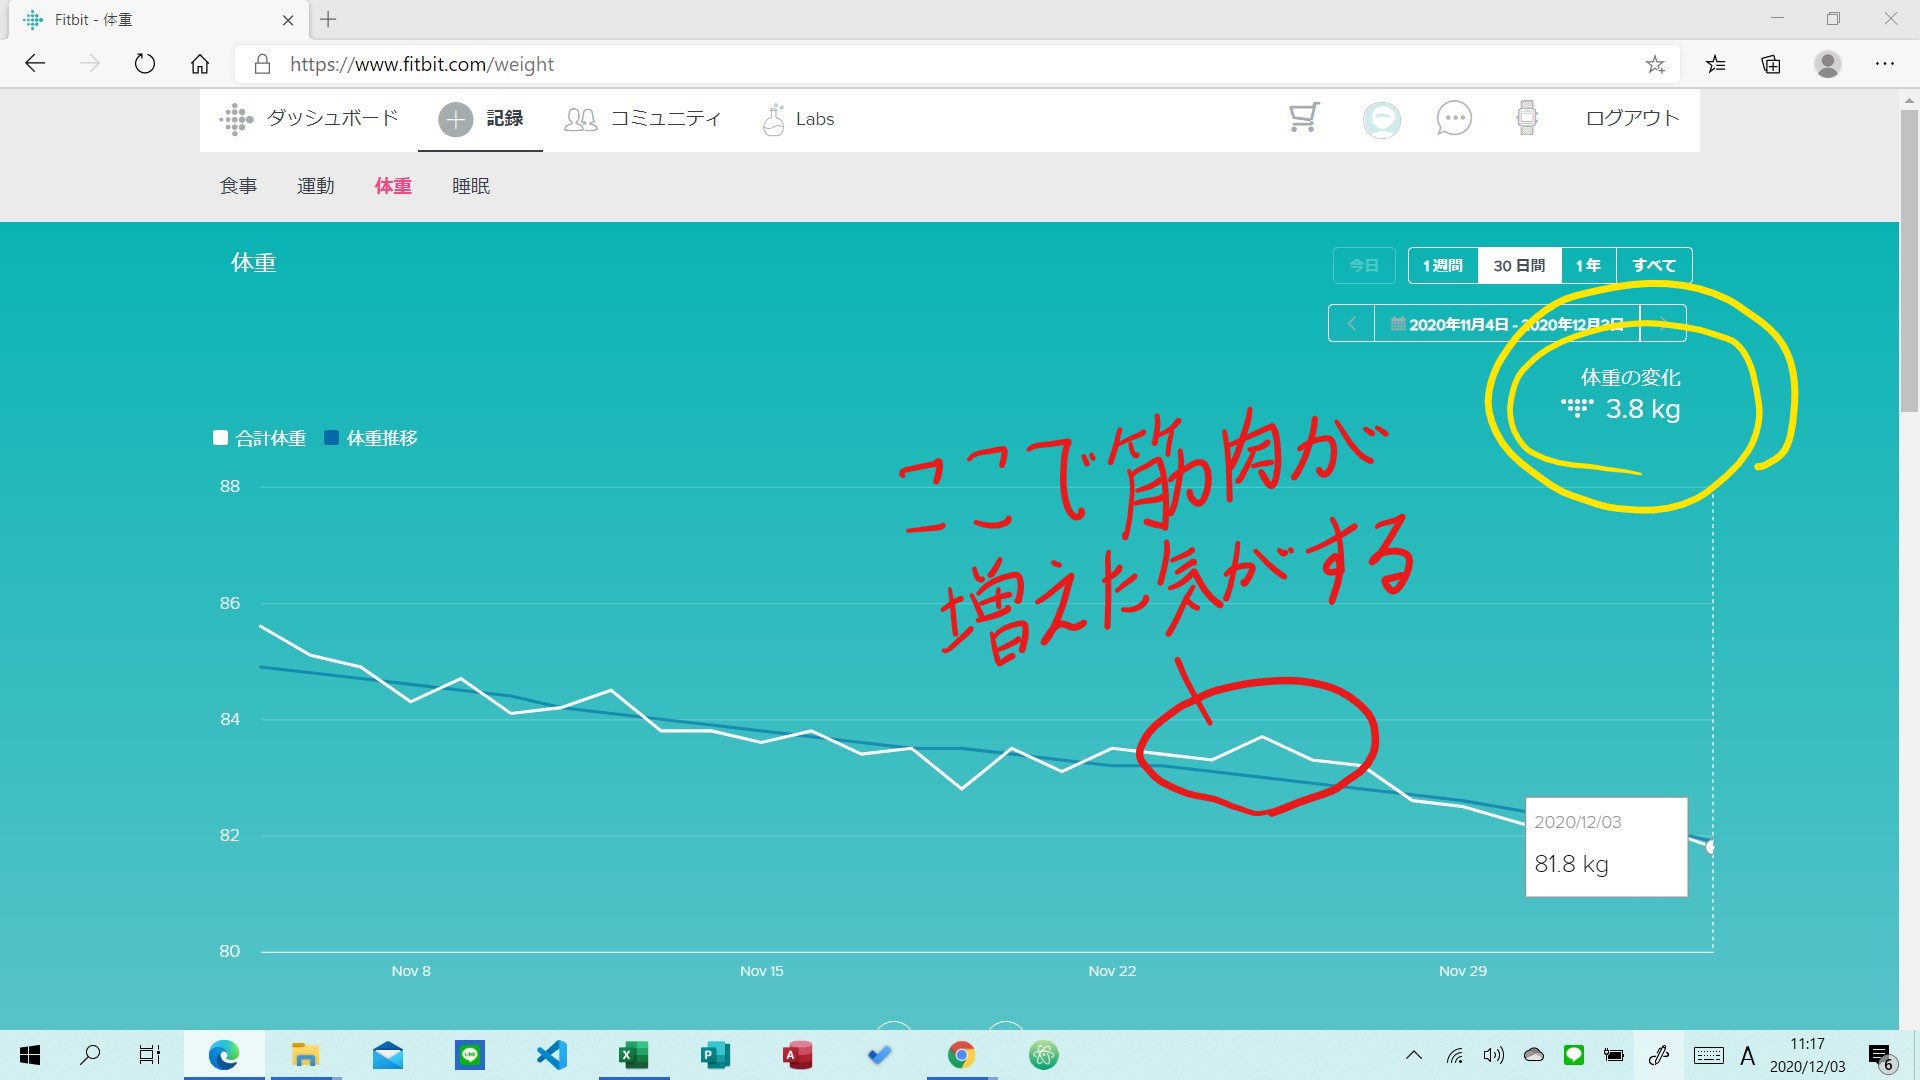 Fitbit - 体重
https://www.fitbit.com/weight
ダッシュボード 記録 コミュニティ Labs ログアウト
食事 運動 体重 睡眠
体重
今日 1週間 30日間 1年 すべて
2020年11月4日 - 2020年12月3日
体重の変化
3.8 kg
合計体重 体重推移
ここで筋肉が
増えた気がする
88
86
84
82
80
2020/12/03
81.8 kg
Nov 8 Nov 15 Nov 22 Nov 29
LINE X P A A 11:17
2020/12/03 6